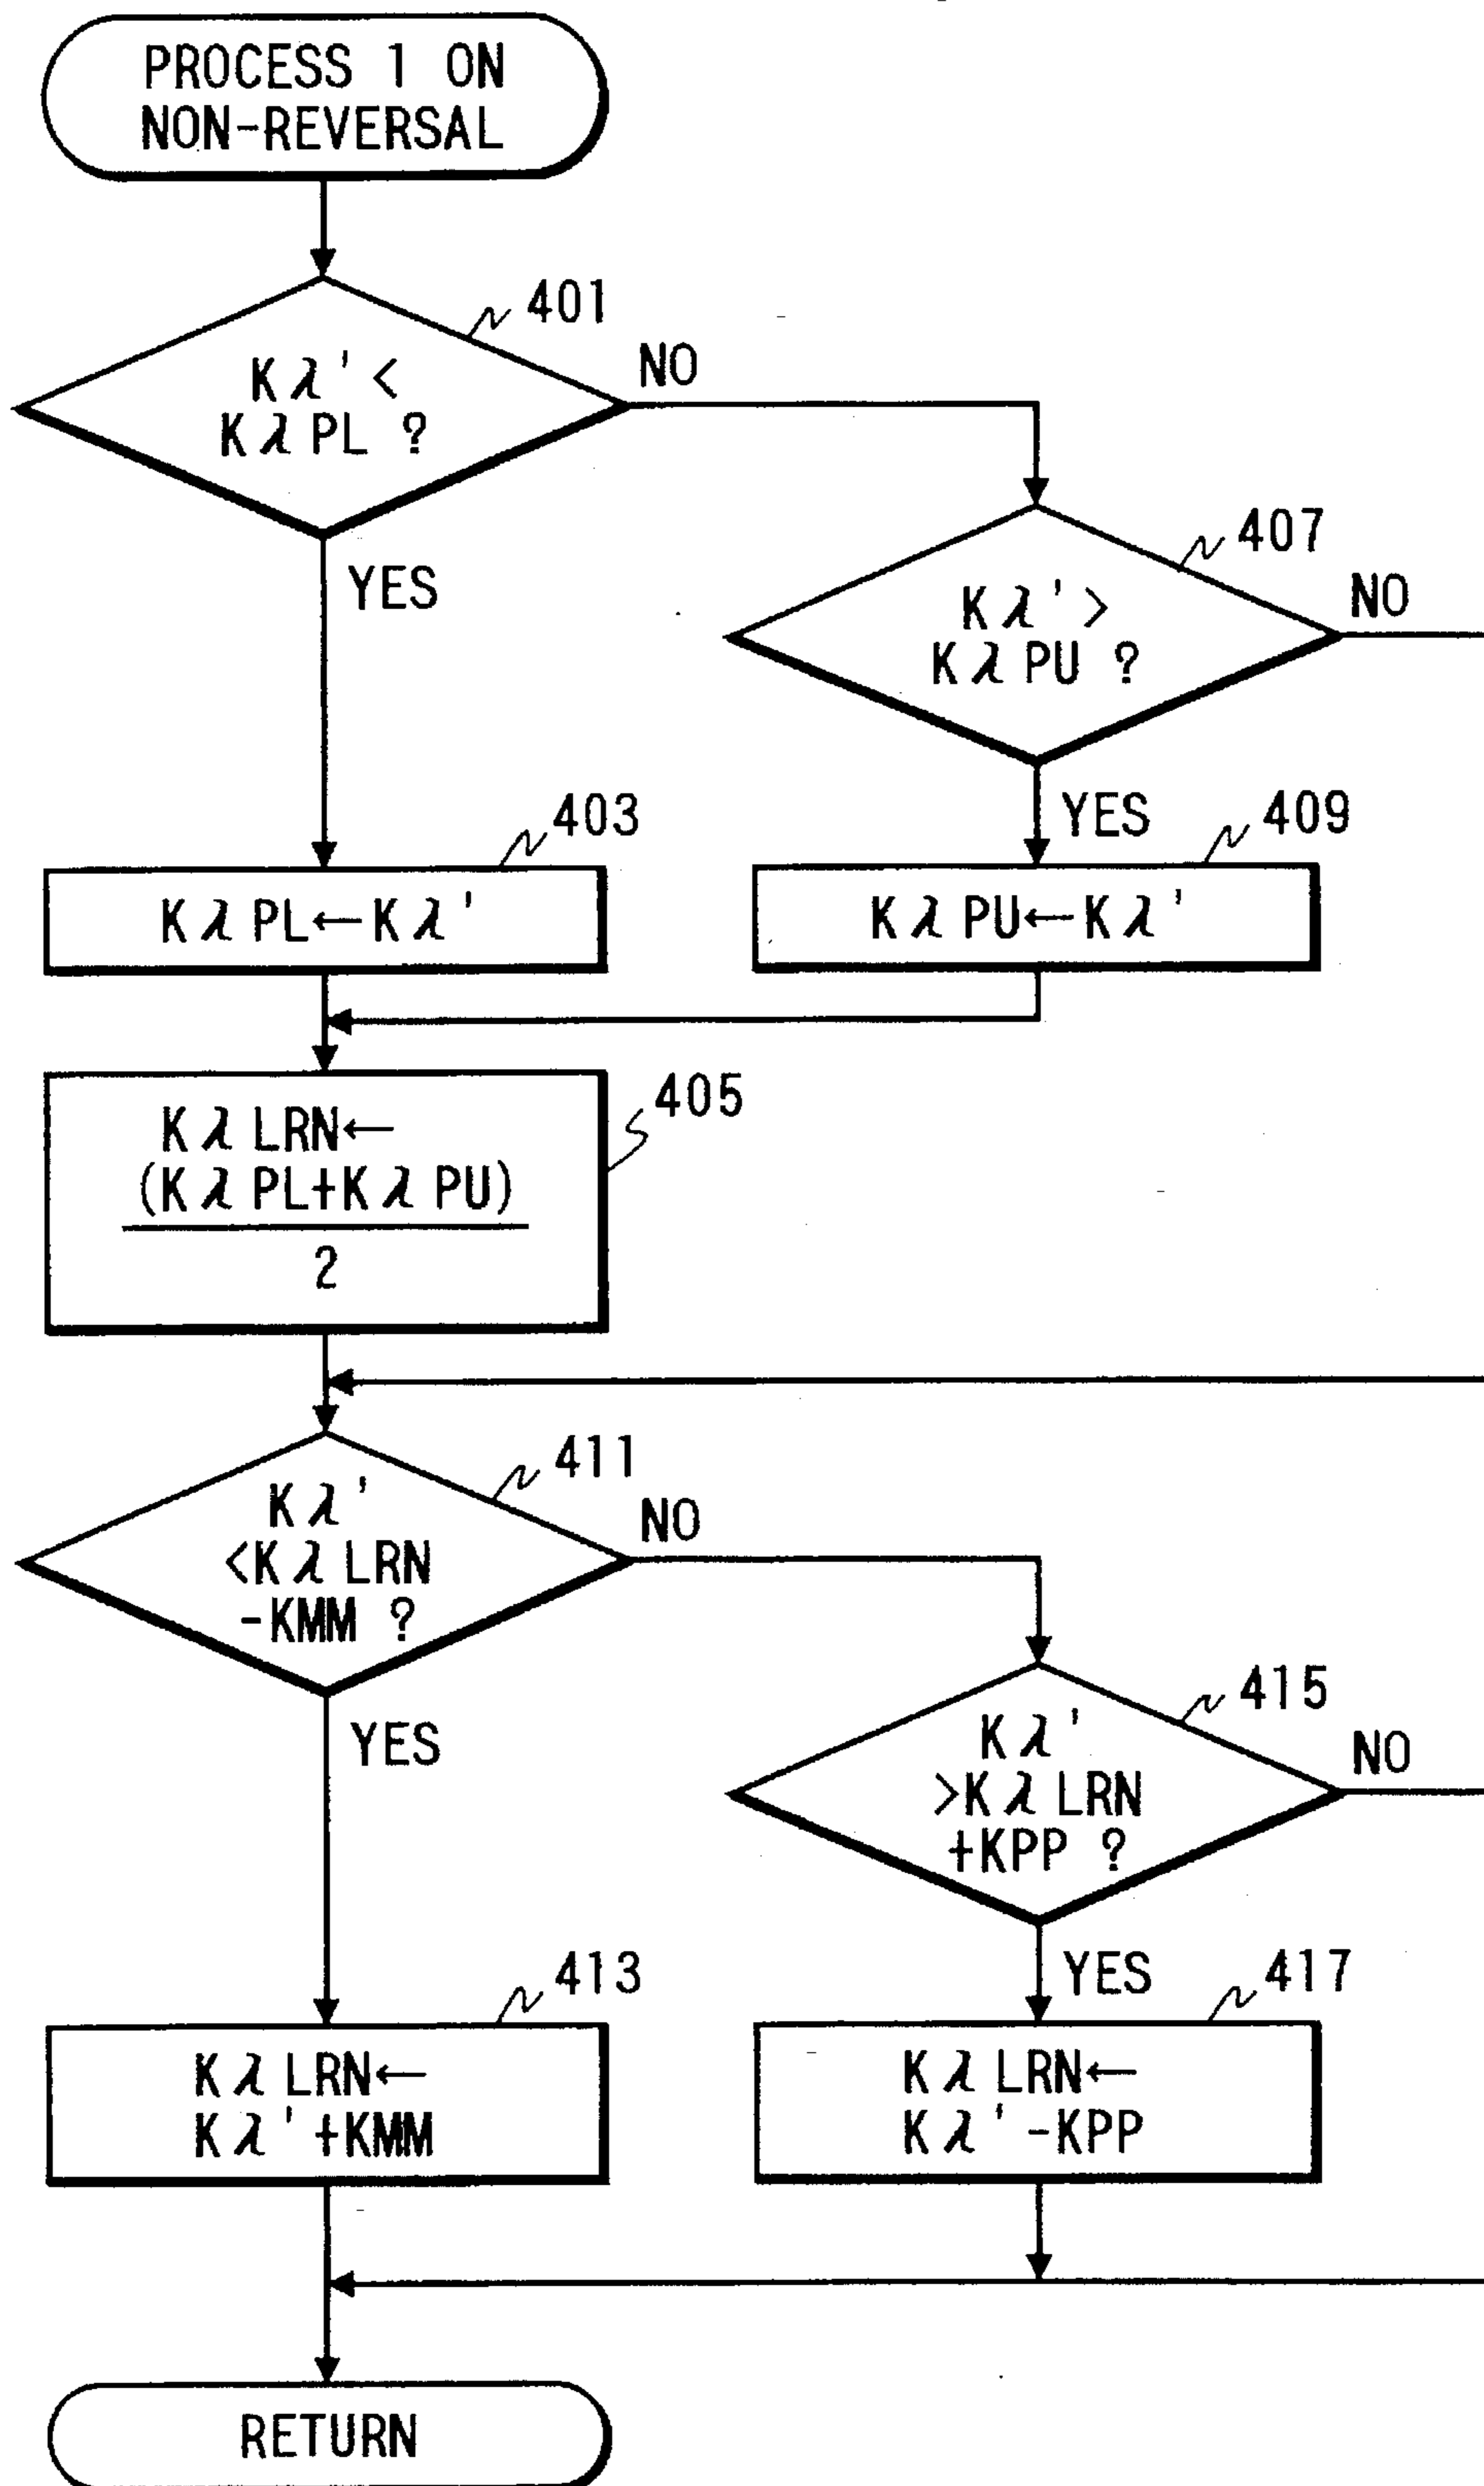 PROCESS 1 ON
NON-REVERSAL
401
Kλ'<
KλPL ?
NO
YES
407
Kλ'>
KλPU ?
NO
YES
403
KλPL←Kλ'
409
KλPU←Kλ'
405
KλLRN←
(KλPL+KλPU)
2
411
Kλ'
<KλLRN
-KMM ?
NO
YES
415
Kλ'
>KλLRN
+KPP ?
NO
YES
413
KλLRN←
Kλ'+KMM
417
KλLRN←
Kλ'-KPP
RETURN